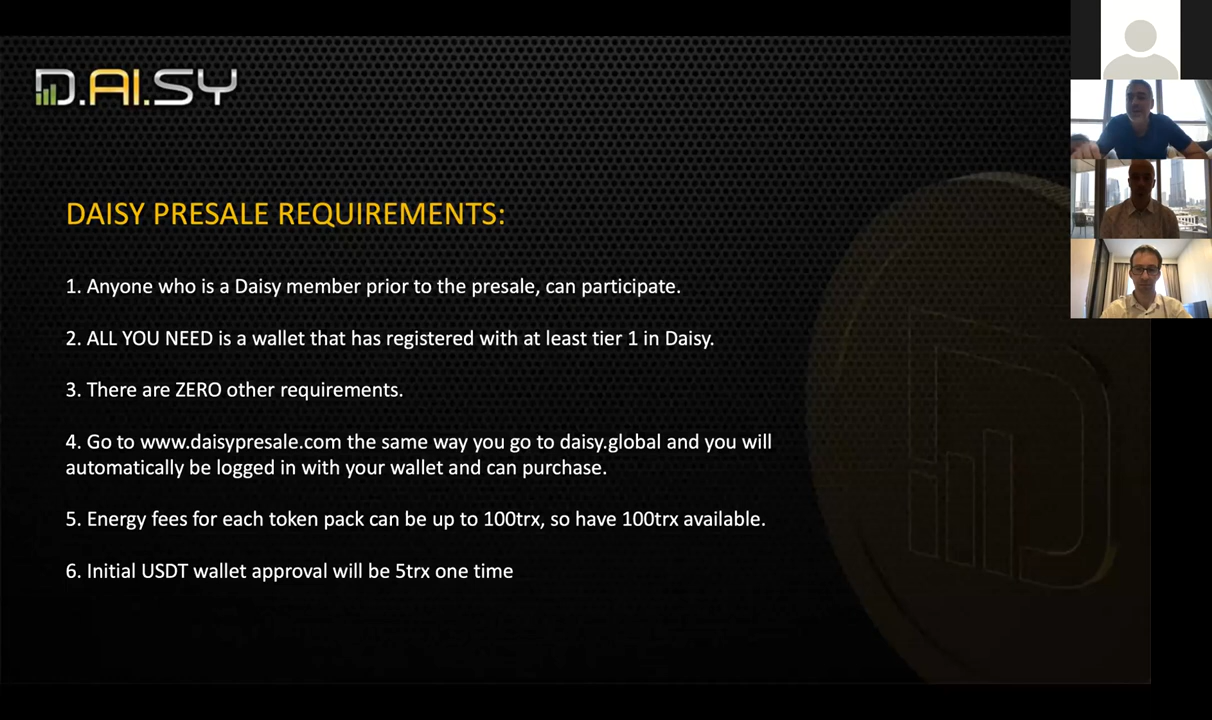 D.AI.SY
DAISY PRESALE REQUIREMENTS:
1. Anyone who is a Daisy member prior to the presale, can participate.
2. ALL YOU NEED is a wallet that has registered with at least tier 1 in Daisy.
3. There are ZERO other requirements.
4. Go to www.daisypresale.com the same way you go to daisy.global and you will
automatically be logged in with your wallet and can purchase.
5. Energy fees for each token pack can be up to 100trx, so have 100trx available.
6. Initial USDT wallet approval will be 5trx one time